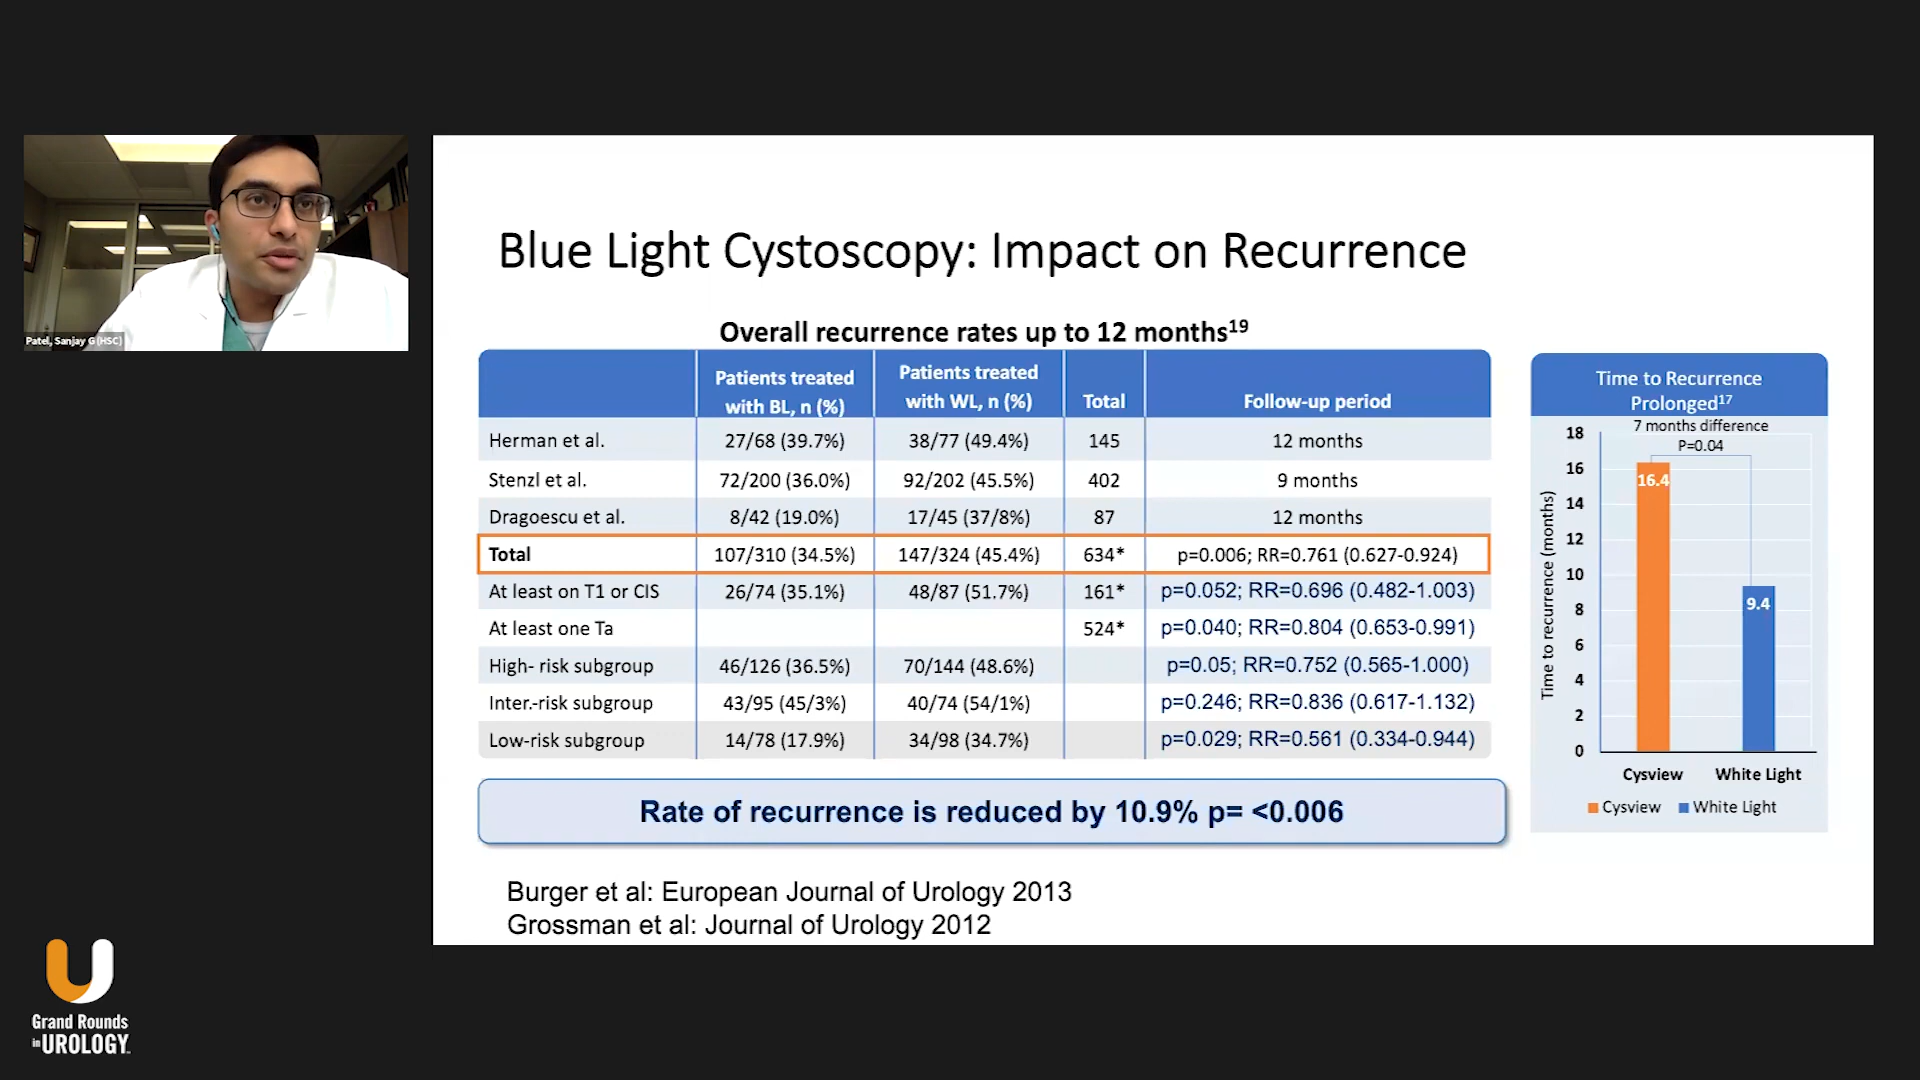 Patel, Sanjay G (HSC)
Blue Light Cystoscopy: Impact on Recurrence
Overall recurrence rates up to 12 months19
Patients treated with BL, n (%) Patients treated with WL, n (%) Total Follow-up period
Herman et al. 27/68 (39.7%) 38/77 (49.4%) 145 12 months
Stenzl et al. 72/200 (36.0%) 92/202 (45.5%) 402 9 months
Dragoescu et al. 8/42 (19.0%) 17/45 (37/8%) 87 12 months
Total 107/310 (34.5%) 147/324 (45.4%) 634* p=0.006; RR=0.761 (0.627-0.924)
At least on T1 or CIS 26/74 (35.1%) 48/87 (51.7%) 161* p=0.052; RR=0.696 (0.482-1.003)
At least one Ta 524* p=0.040; RR=0.804 (0.653-0.991)
High- risk subgroup 46/126 (36.5%) 70/144 (48.6%) p=0.05; RR=0.752 (0.565-1.000)
Inter.-risk subgroup 43/95 (45/3%) 40/74 (54/1%) p=0.246; RR=0.836 (0.617-1.132)
Low-risk subgroup 14/78 (17.9%) 34/98 (34.7%) p=0.029; RR=0.561 (0.334-0.944)
Rate of recurrence is reduced by 10.9% p= <0.006
Time to Recurrence
Prolonged17
7 months difference
P=0.04
Time to recurrence (months)
18
16
14
12
10
8
6
4
2
0
16.4
9.4
Cysview White Light
Cysview White Light
Burger et al: European Journal of Urology 2013
Grossman et al: Journal of Urology 2012
Grand Rounds
in UROLOGY